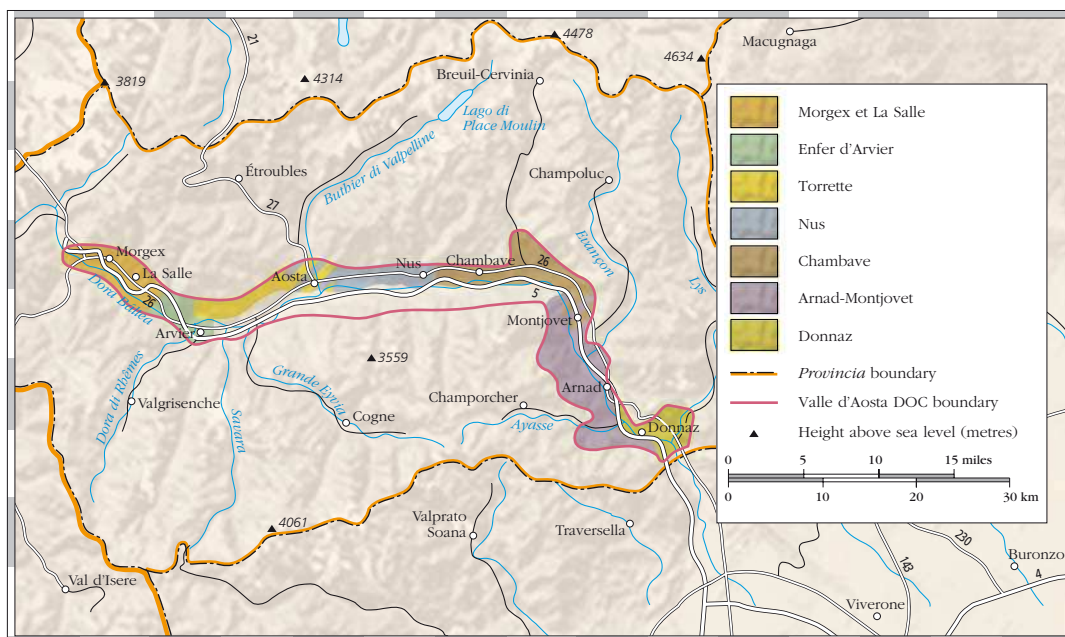 4478
Macugnaga
21
4634
3819
4314
Breuil-Cervinia
Lago di
Place Moulin
Buthier di Valpelline
Étroubles
Champoluc
27
Evançon
Lys
Morgex
La Salle
Nus
Chambave
26
Aosta
Dora Báltea
26
5
Arvier
Montjovet
3559
Dora di Rhêmes
Grande Eyvia
Arnad
Valgrisenche
Savara
Champorcher
Cogne
Ayasse
Donnaz
4061
Valprato
Soana
Traversella
Val d'Isere
143
230
Buronzo
4
Viverone
Morgex et La Salle
Enfer d'Arvier
Torrette
Nus
Chambave
Arnad-Montjovet
Donnaz
Provincia boundary
Valle d'Aosta DOC boundary
Height above sea level (metres)
0 5 10 15 miles
0 10 20 30 km